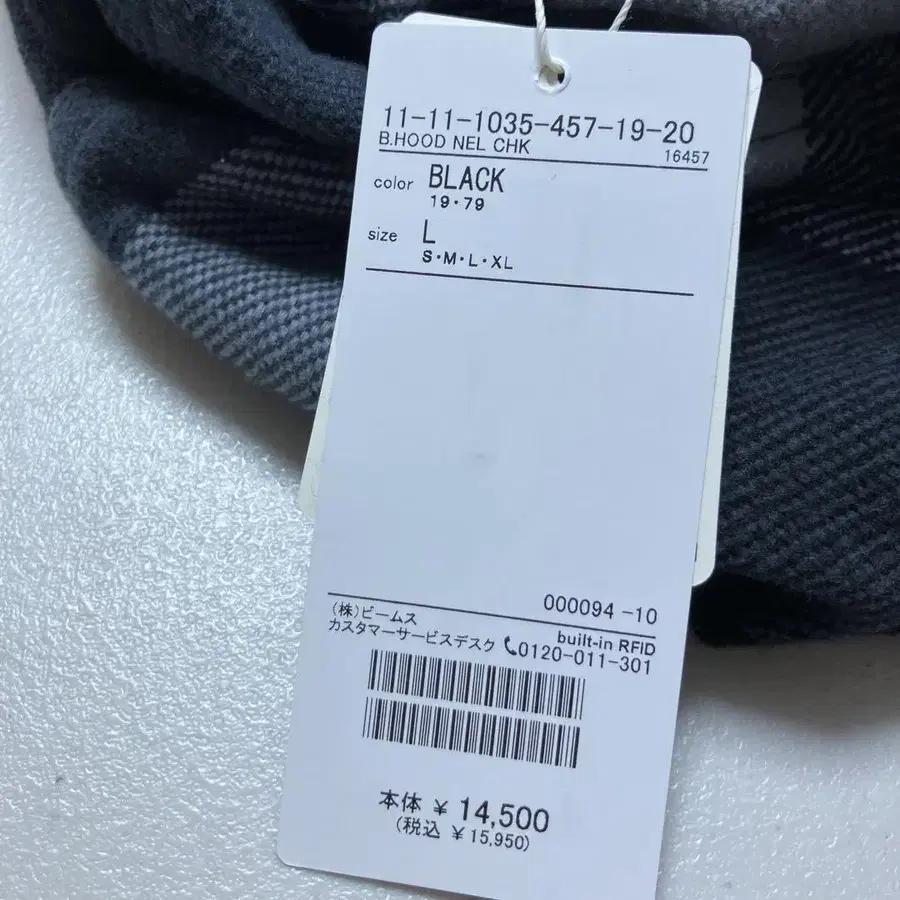 11-11-1035-457-19-20
B.HOOD NEL CHK 16457
color BLACK
19・79
size L
S・M・L・XL
000094 -10
(株)ビームス built-in RFID
カスタマーサービスデスク 0120-011-301
本体 ¥ 14,500
(税込 ¥15,950)